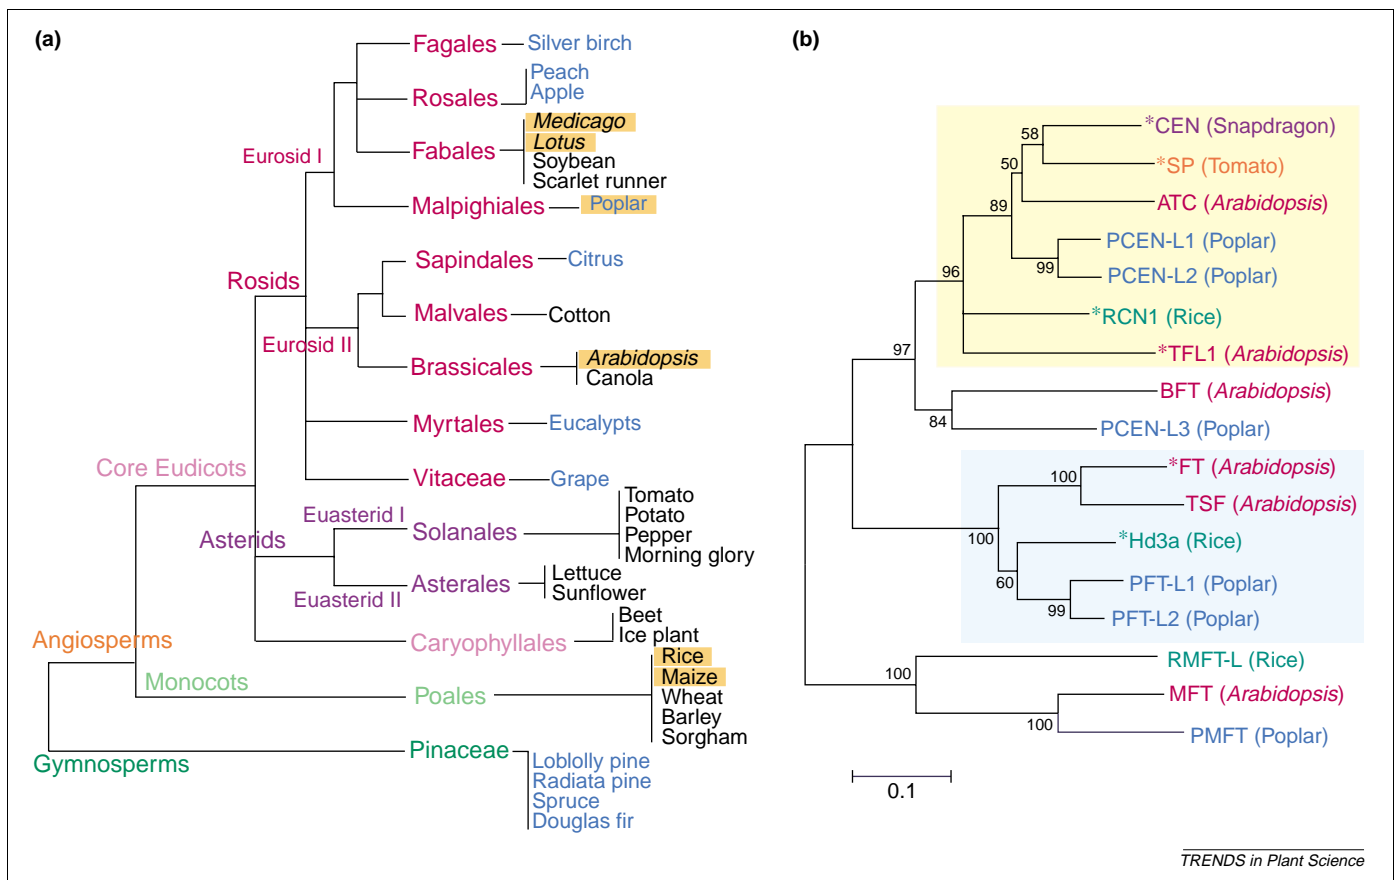 (a)
Fagales
Silver birch
Peach
Rosales
Apple
Medicago
Lotus
Fabales
Soybean
Scarlet runner
Eurosid I
Malpighiales
Poplar
Sapindales
Citrus
Rosids
Malvales
Cotton
Eurosid II
Arabidopsis
Brassicales
Canola
Myrtales
Eucalypts
Core Eudicots
Vitaceae
Grape
Tomato
Euasterid I
Potato
Solanales
Pepper
Asterids
Morning glory
Lettuce
Asterales
Sunflower
Euasterid II
Beet
Caryophyllales
Ice plant
Angiosperms
Rice
Maize
Monocots
Poales
Wheat
Barley
Sorgham
Pinaceae
Gymnosperms
Loblolly pine
Radiata pine
Spruce
Douglas fir
(b)
58
*CEN (Snapdragon)
50
*SP (Tomato)
89
ATC (Arabidopsis)
PCEN-L1 (Poplar)
99
PCEN-L2 (Poplar)
96
*RCN1 (Rice)
97
*TFL1 (Arabidopsis)
BFT (Arabidopsis)
84
PCEN-L3 (Poplar)
100
*FT (Arabidopsis)
TSF (Arabidopsis)
100
*Hd3a (Rice)
60
PFT-L1 (Poplar)
99
PFT-L2 (Poplar)
100
RMFT-L (Rice)
MFT (Arabidopsis)
100
PMFT (Poplar)
0.1
TRENDS in Plant Science